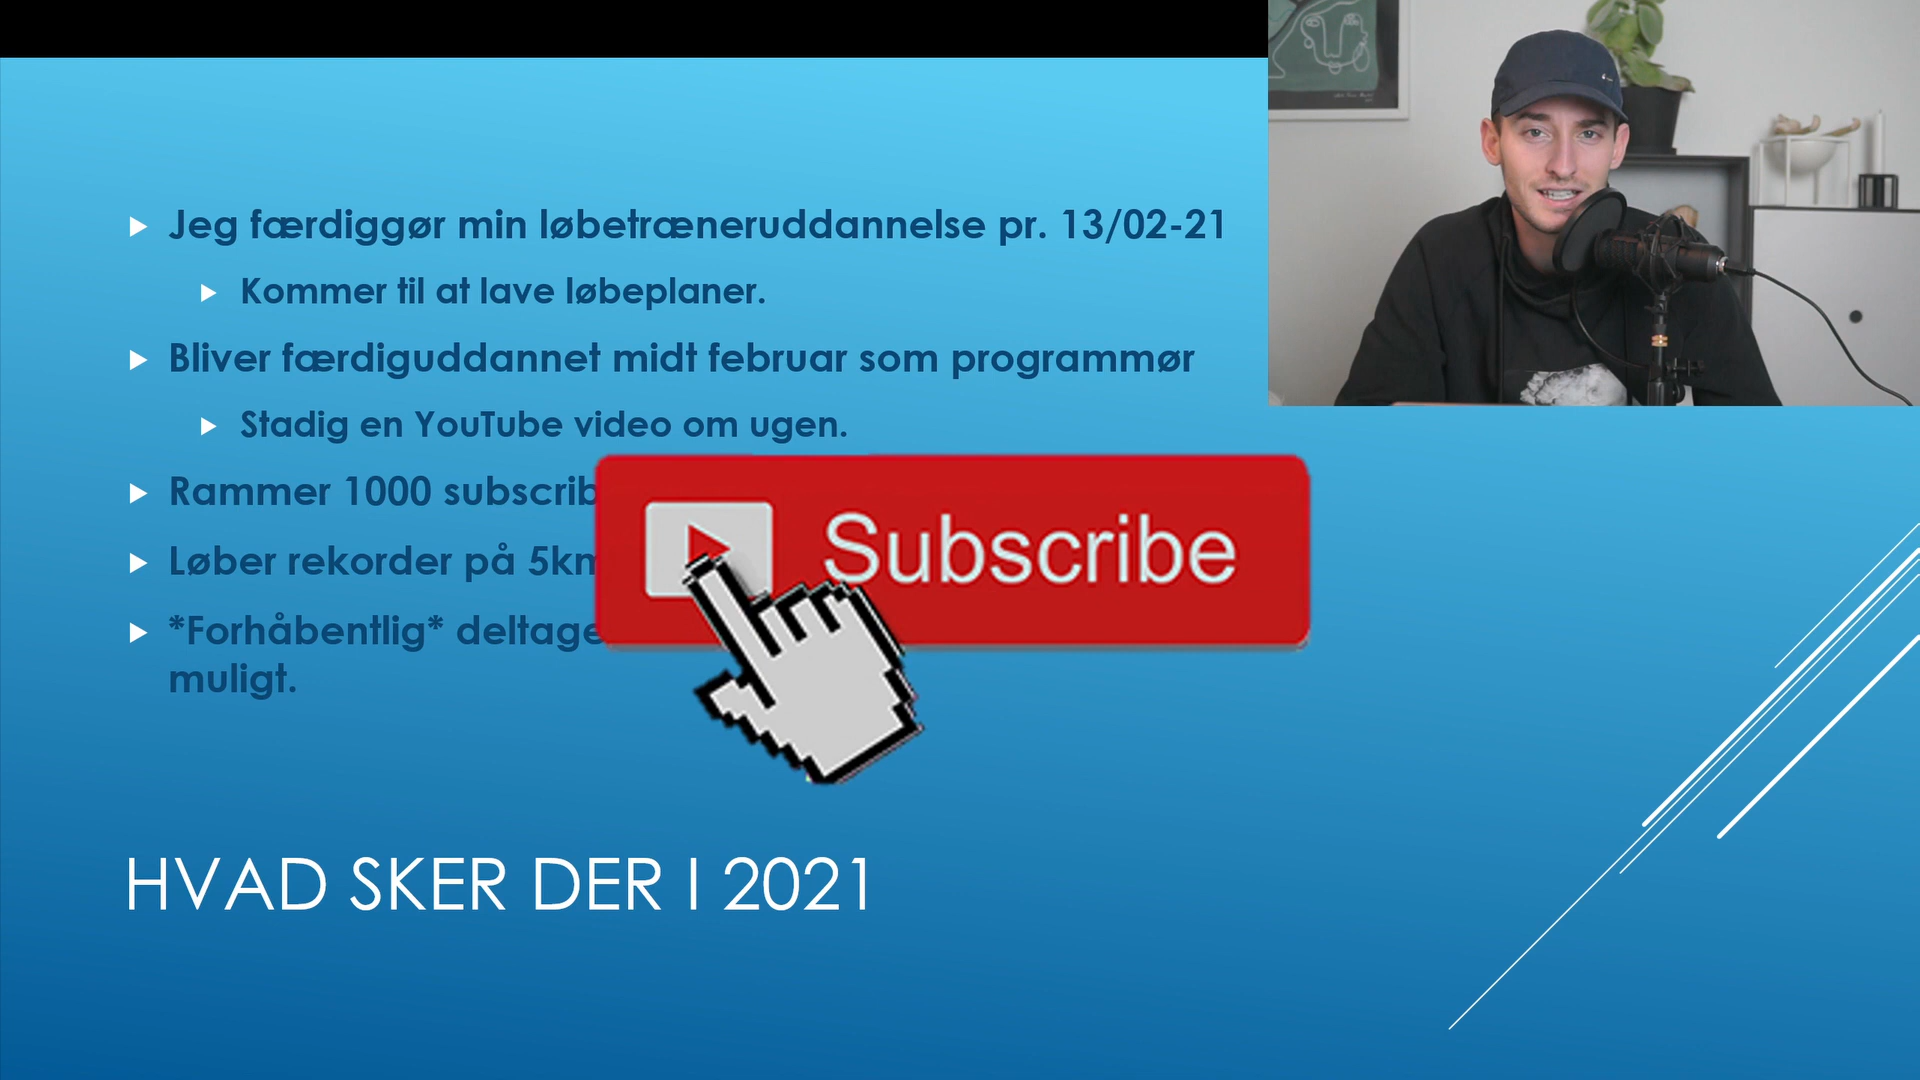 Jeg færdiggør min løbetræneruddannelse pr. 13/02-21
Kommer til at lave løbeplaner.
Bliver færdiguddannet midt februar som programmør
Stadig en YouTube video om ugen.
Rammer 1000 subscrib
Løber rekorder på 5km
*Forhåbentlig* deltage
muligt.
Subscribe
HVAD SKER DER I 2021